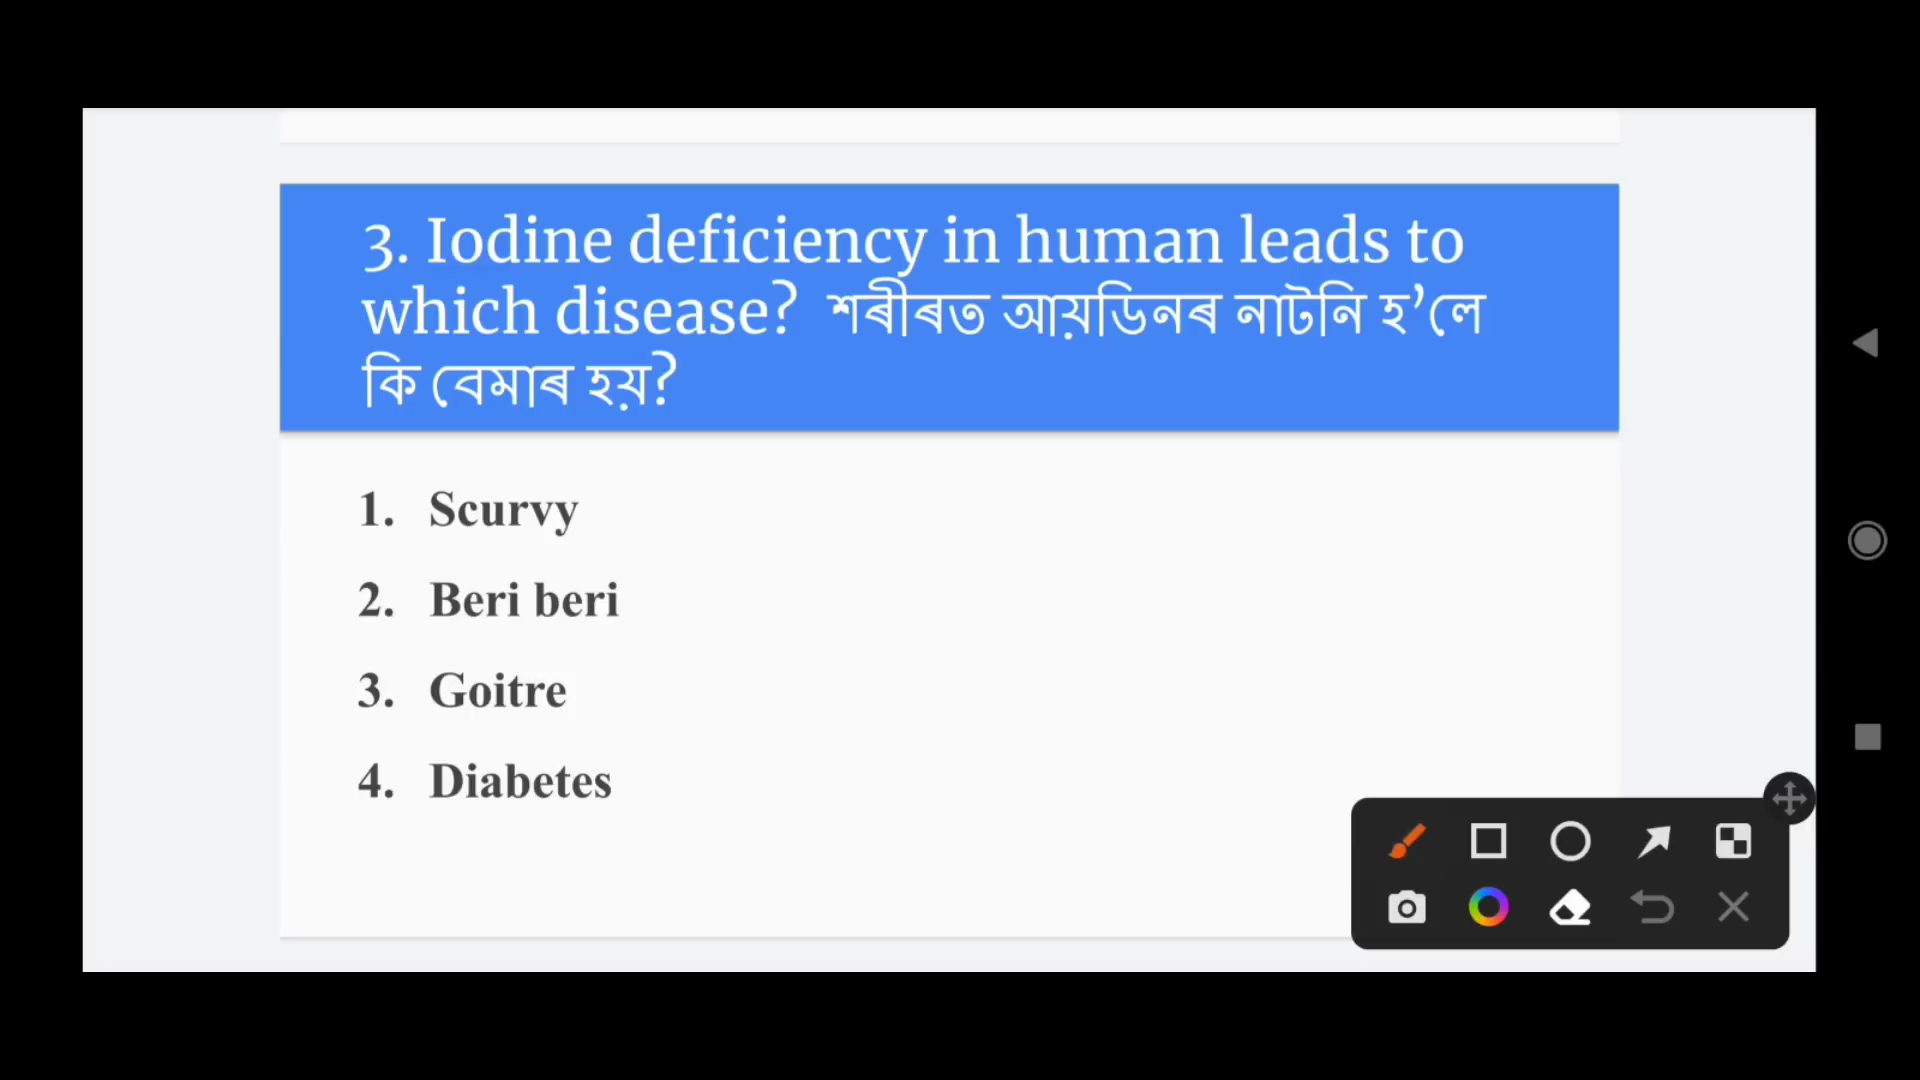 3. Iodine deficiency in human leads to
which disease? শৰীৰত আয়ডিনৰ নাটনি হ’লে
কি বেমাৰ হয়?
1. Scurvy
2. Beri beri
3. Goitre
4. Diabetes